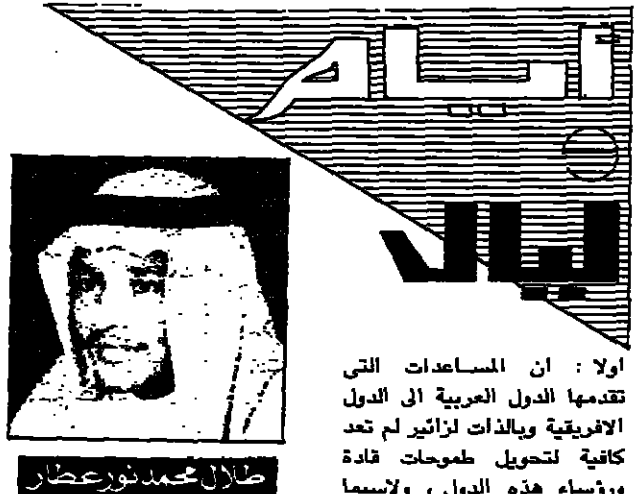 أيام
ليال
طلال محمد نور عطار
اولا : ان المساعدات التى
تقدمها الدول العربية الى الدول
الافريقية وبالذات لزائير لم تعد
كافية لتحويل طموحات قادة
ورؤساء هذه الدول ، ولاسيما